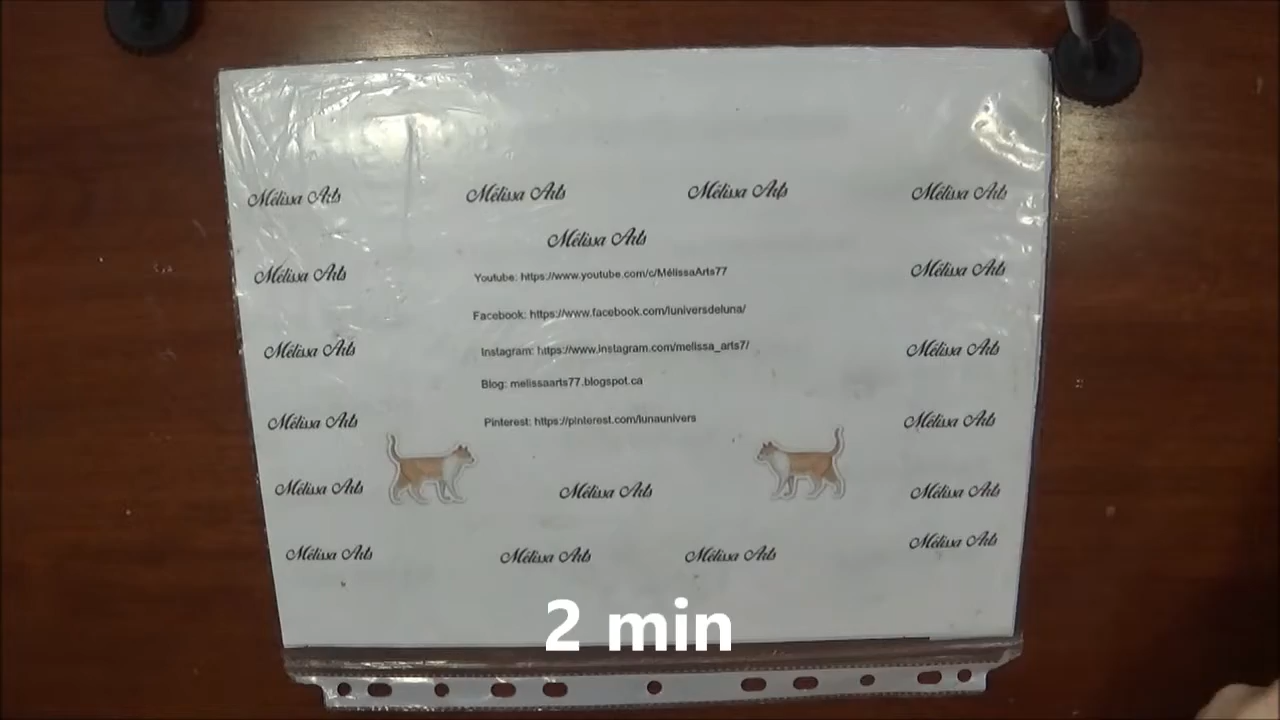 Mélissa Arts Mélissa Arts Mélissa Arts Mélissa Arts
Mélissa Arts
Mélissa Arts Youtube: https://www.youtube.com/c/MélissaArts77 Mélissa Arts
Facebook: https://www.facebook.com/luniversdeluna/
Mélissa Arts Instagram: https://www.instagram.com/melissa_arts7/ Mélissa Arts
Blog: melissaarts77.blogspot.ca
Mélissa Arts Pinterest: https://pinterest.com/lunaunivers Mélissa Arts
Mélissa Arts Mélissa Arts Mélissa Arts
Mélissa Arts Mélissa Arts Mélissa Arts Mélissa Arts
2 min